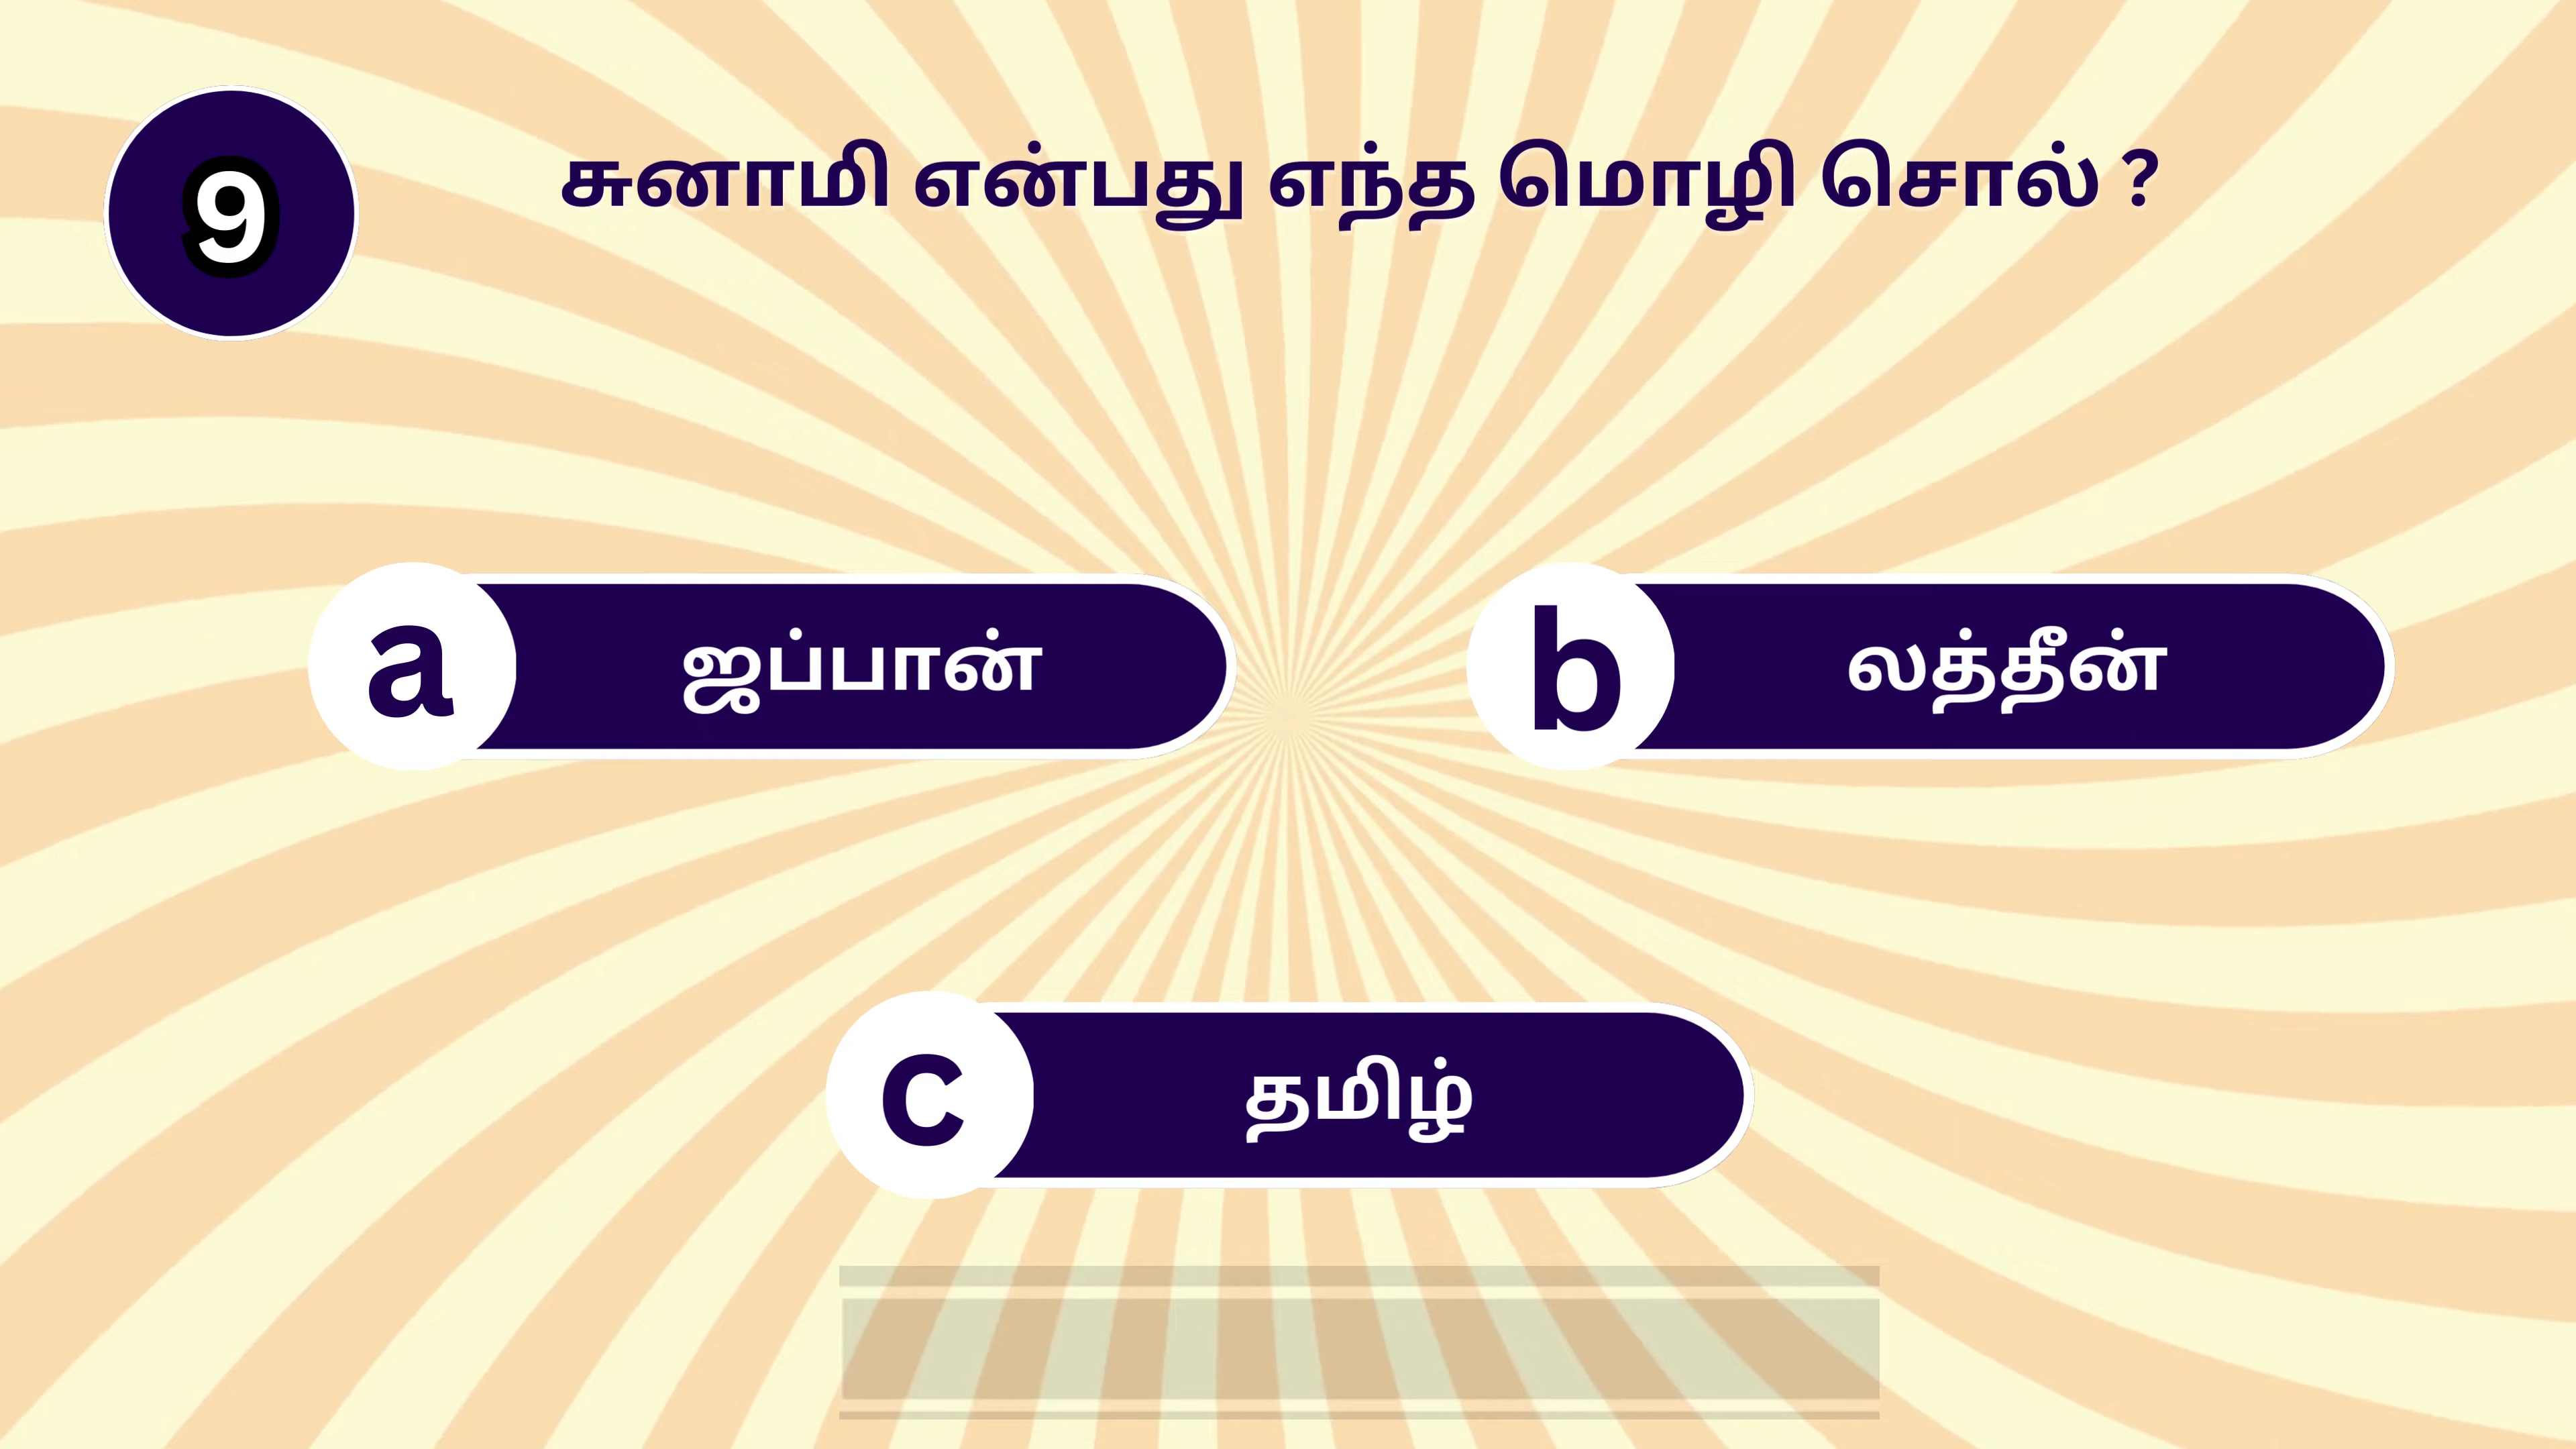 9
சுனாமி என்பது எந்த மொழி சொல் ?
a ஜப்பான்
b லத்தீன்
c தமிழ்